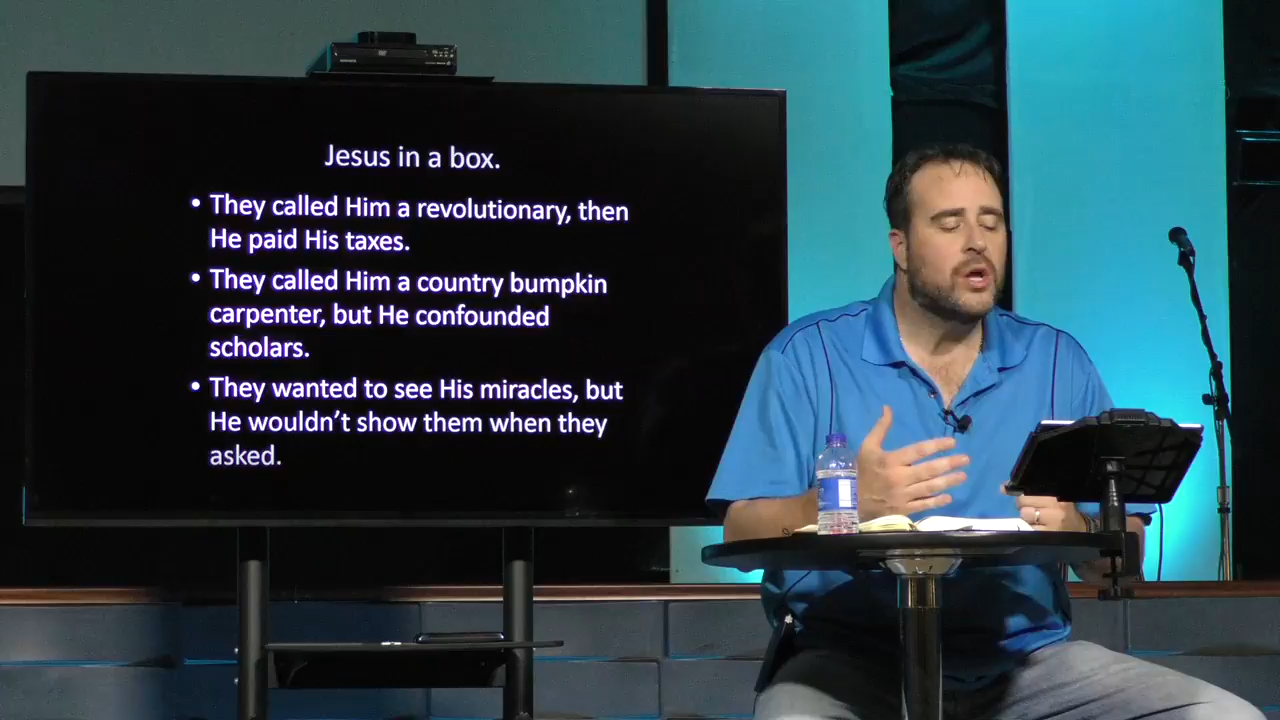 Jesus in a box.
• They called Him a revolutionary, then
He paid His taxes.
• They called Him a country bumpkin
carpenter, but He confounded
scholars.
• They wanted to see His miracles, but
He wouldn’t show them when they
asked.